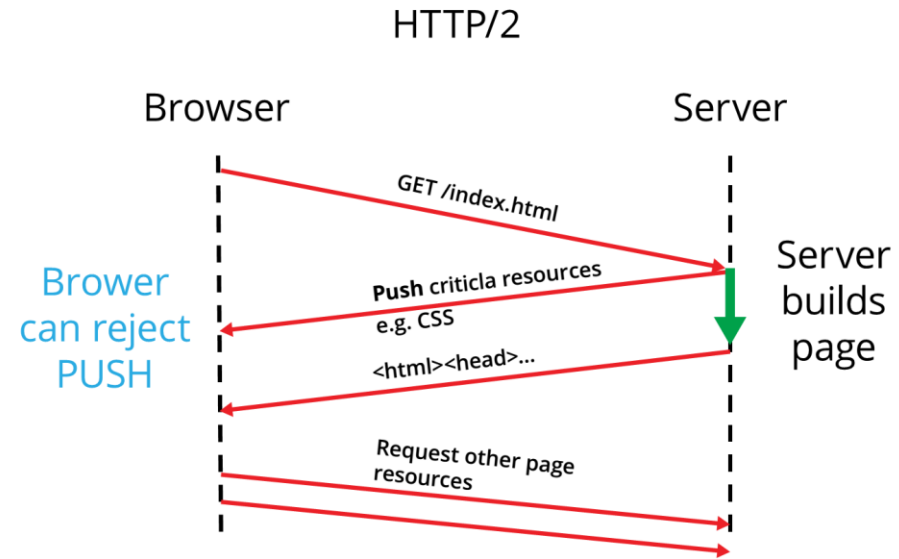 HTTP/2
Browser
Server
GET /index.html
Push criticla resources
e.g. CSS
Brower
can reject
PUSH
Server
builds
page
<html><head>...
Request other page
resources